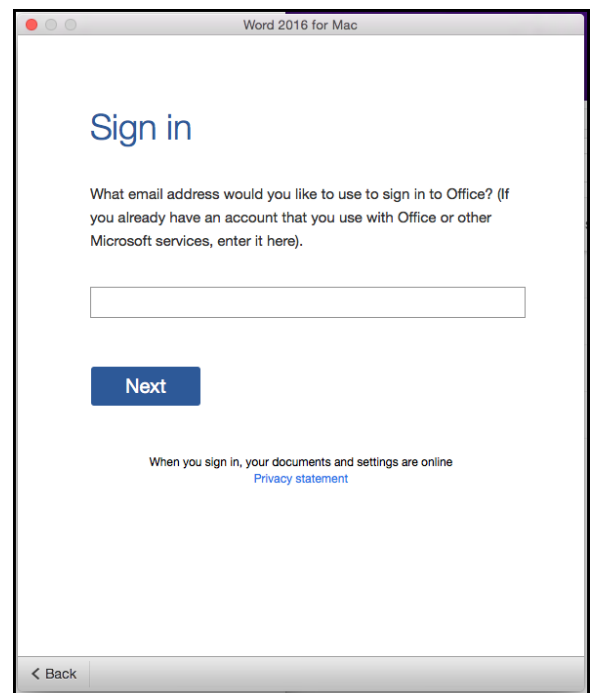 Word 2016 for Mac
Sign in
What email address would you like to use to sign in to Office? (If
you already have an account that you use with Office or other
Microsoft services, enter it here).
Next
When you sign in, your documents and settings are online
Privacy statement
Back